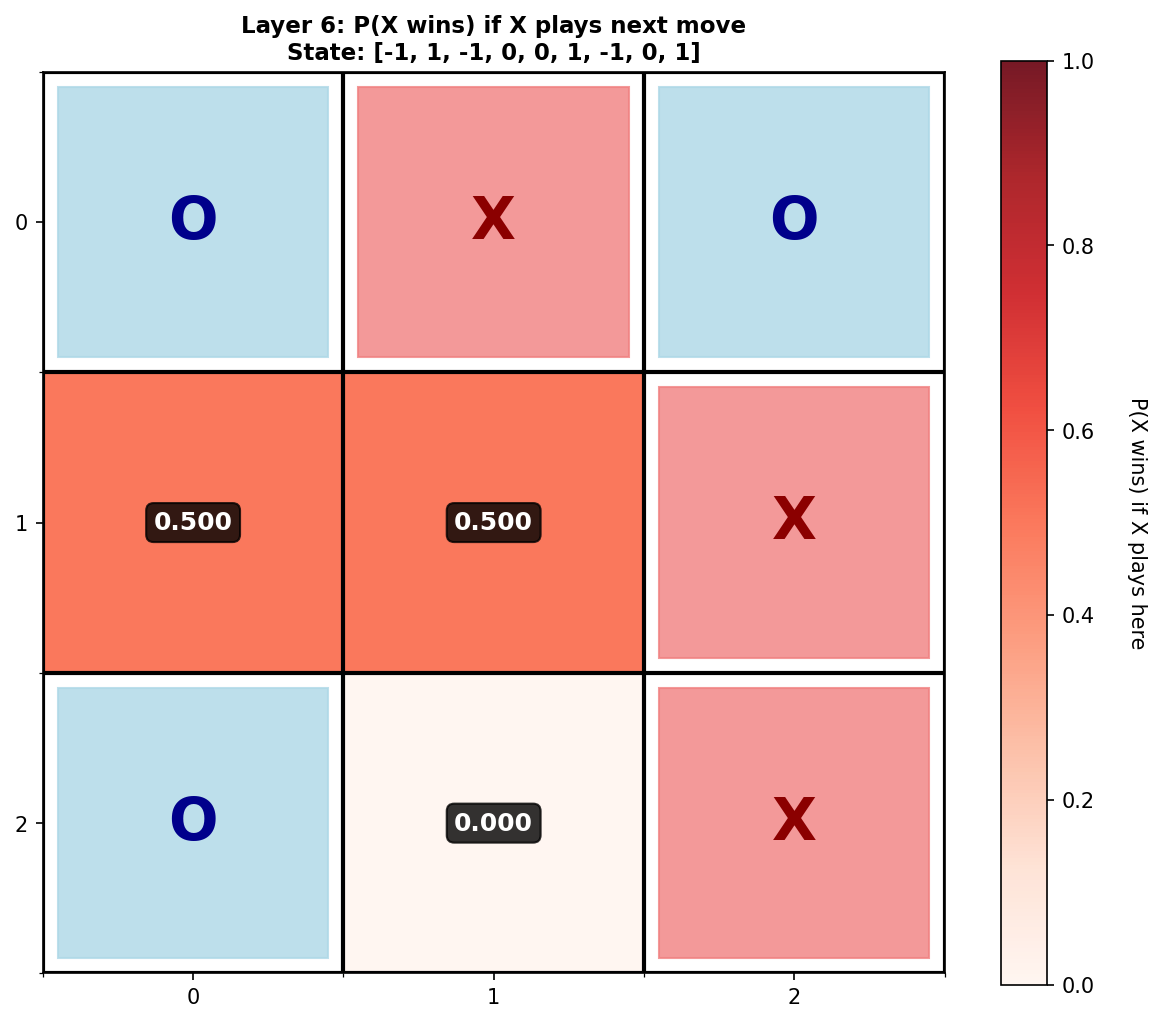 Layer 6: P(X wins) if X plays next move
State: [-1, 1, -1, 0, 0, 1, -1, 0, 1]
O
X
O
0
0.500
0.500
X
1
O
0.000
X
2
0
1
2
1.0
0.8
0.6
0.4
0.2
0.0
P(X wins) if X plays here